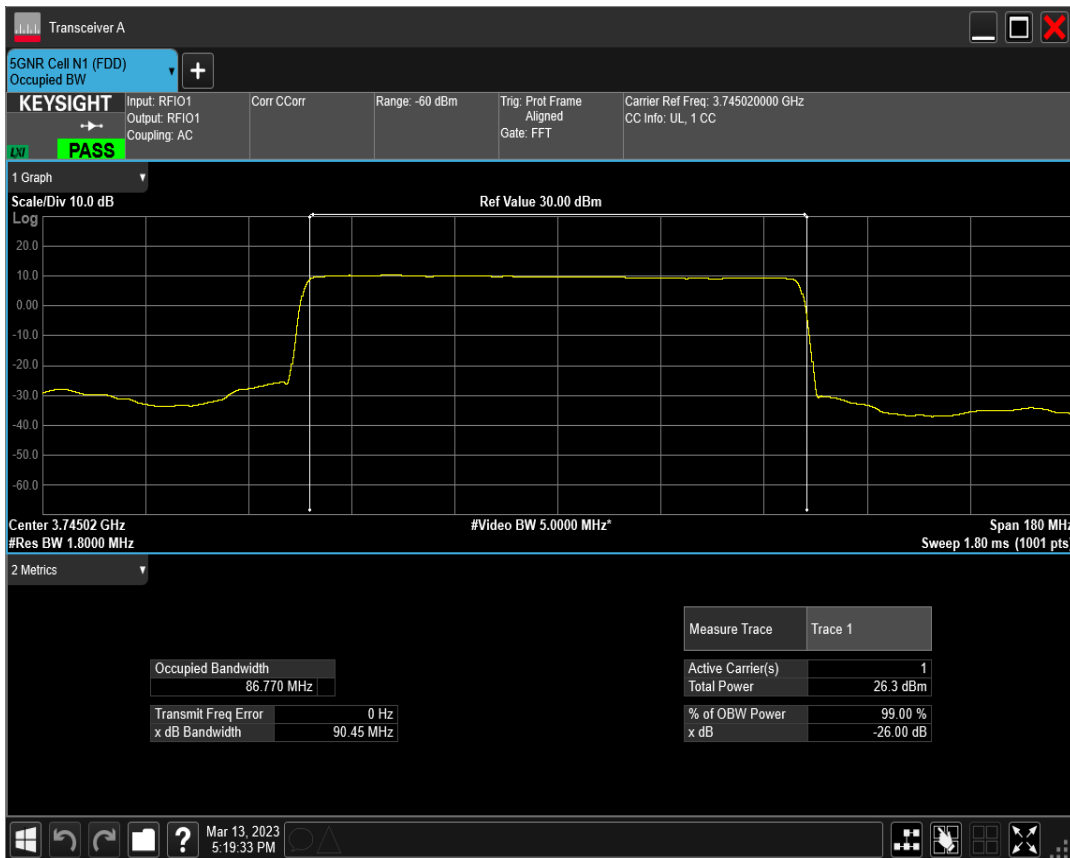 Transceiver A
5GNR Cell N1 (FDD)
Occupied BW
+
KEYSIGHT
LXI
PASS
Input: RFIO1
Output: RFIO1
Coupling: AC
Corr CCorr
Range: -60 dBm
Trig: Prot Frame
Aligned
Gate: FFT
Carrier Ref Freq: 3.745020000 GHz
CC Info: UL, 1 CC
1 Graph
Scale/Div 10.0 dB
Ref Value 30.00 dBm
Log
20.0
10.0
0.00
-10.0
-20.0
-30.0
-40.0
-50.0
-60.0
Center 3.74502 GHz
#Video BW 5.0000 MHz*
Span 180 MHz
#Res BW 1.8000 MHz
Sweep 1.80 ms (1001 pts)
2 Metrics
Measure Trace Trace 1
Occupied Bandwidth
86.770 MHz
Active Carrier(s) 1
Total Power 26.3 dBm
Transmit Freq Error 0 Hz
x dB Bandwidth 90.45 MHz
% of OBW Power 99.00 %
x dB -26.00 dB
?
Mar 13, 2023
5:19:33 PM